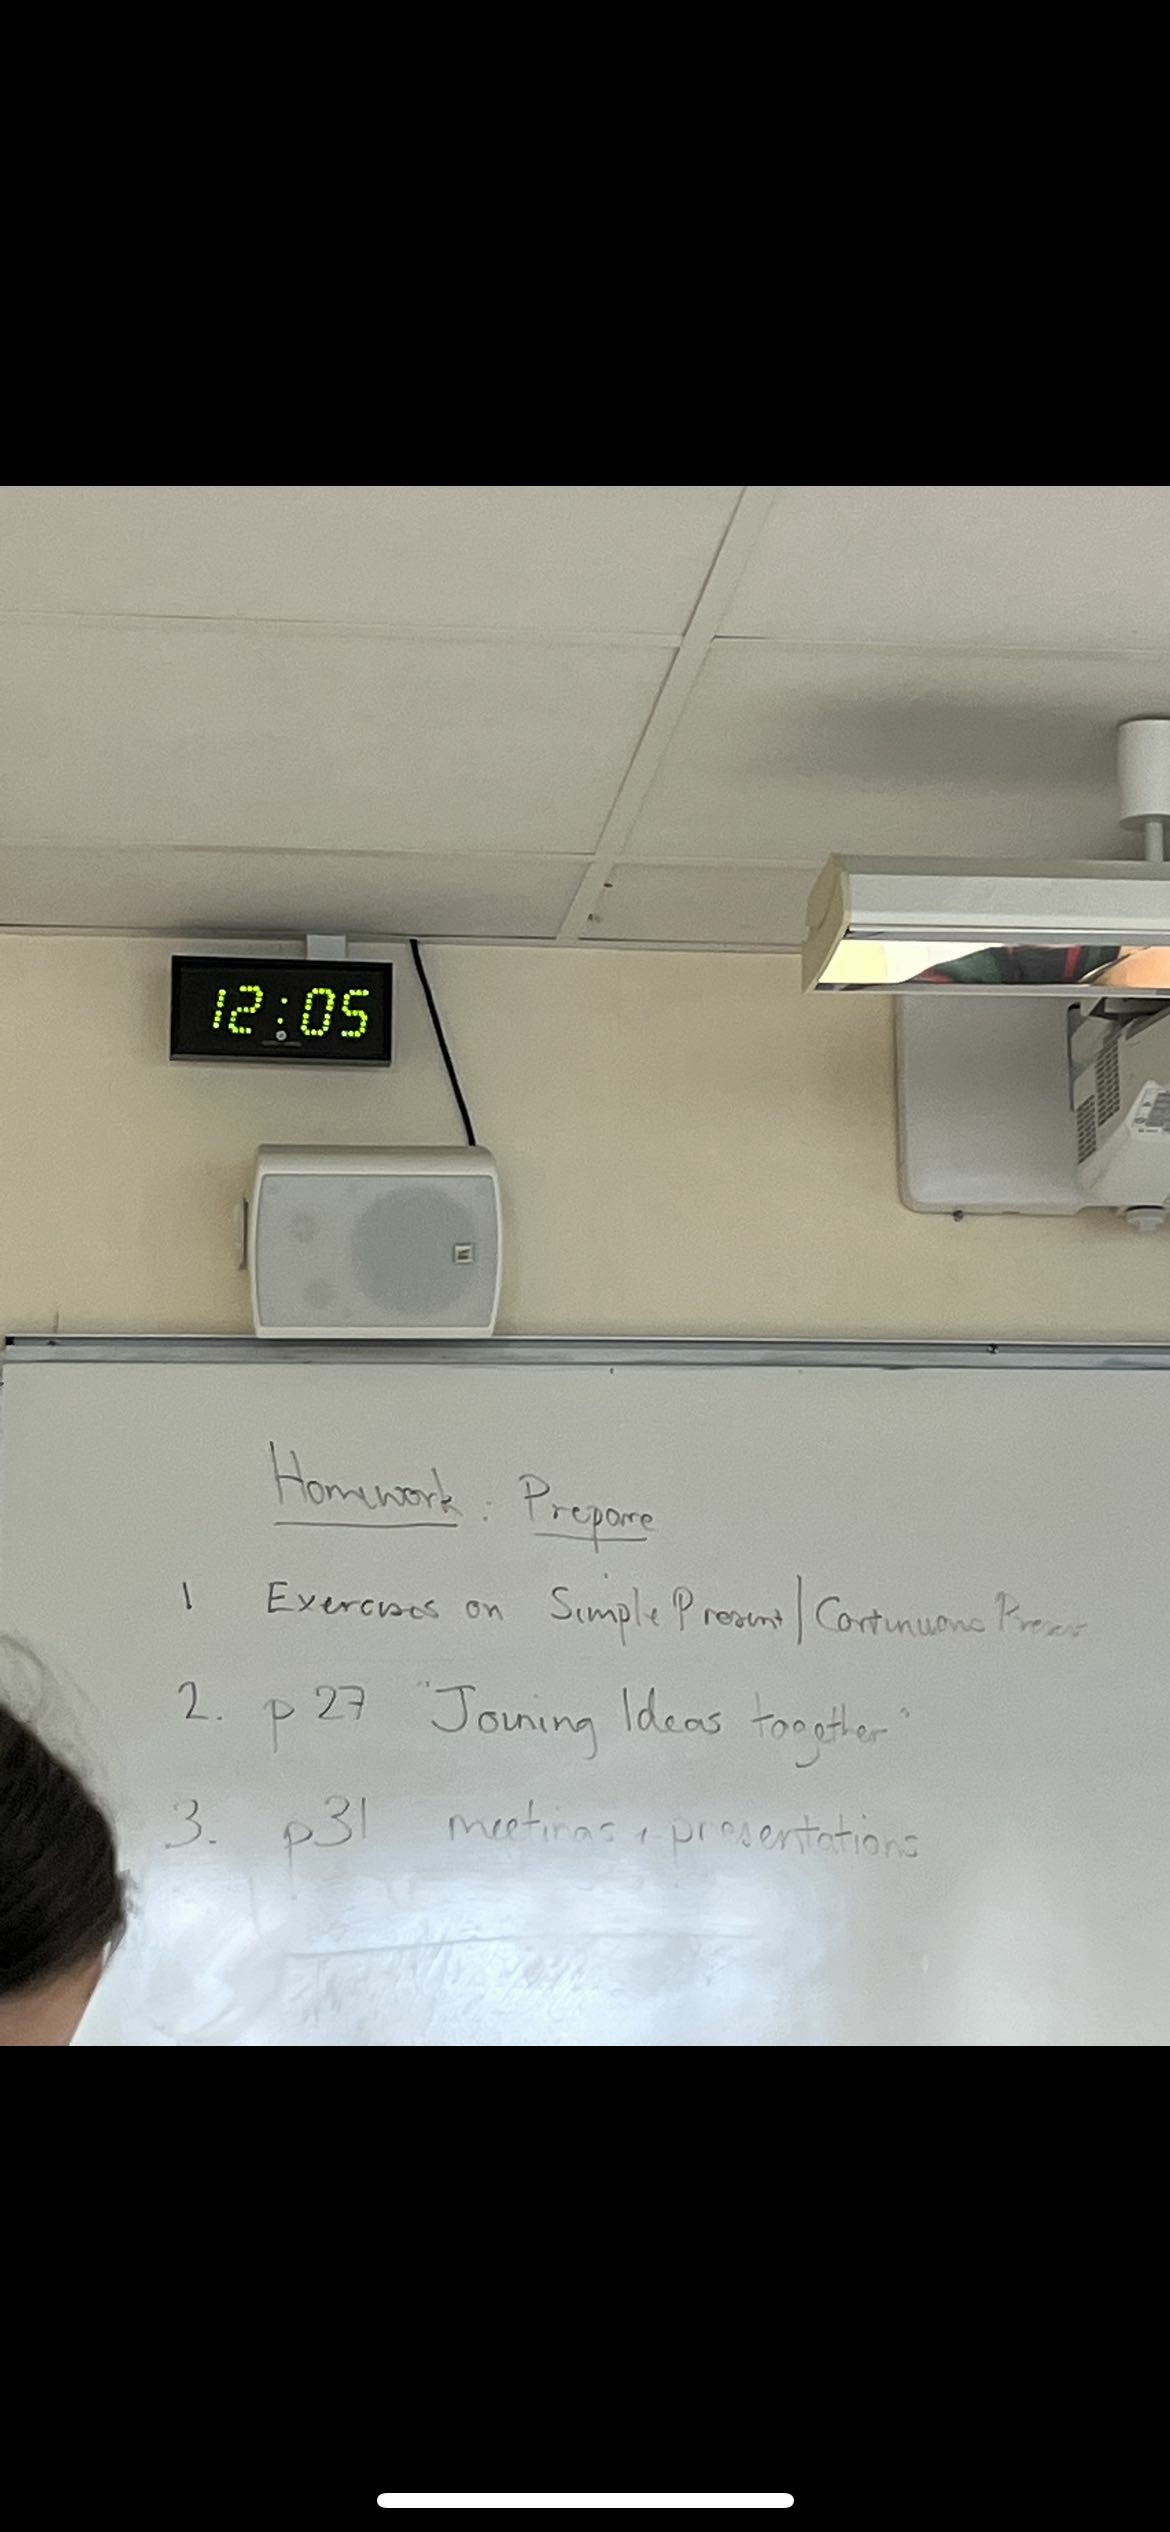 12:05
Homework : Prepare
1 Exercises on Simple Present / Continuous Present
2. p 27 "Joining Ideas together"
3. p31 meetings + presentations